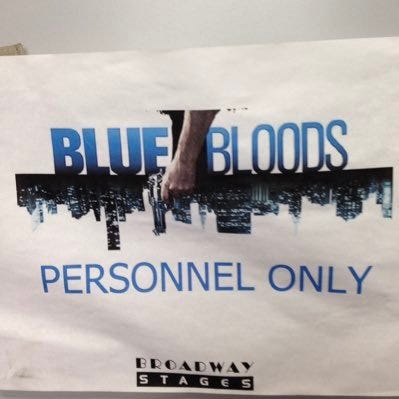 BLUE BLOODS
PERSONNEL ONLY
BROADWAY
STAGES